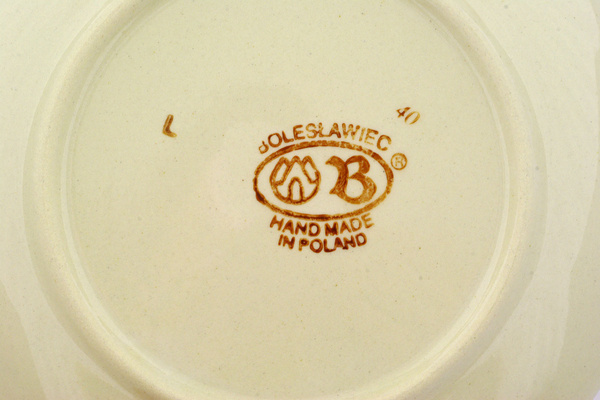 L
40
BOLESŁAWIEC
B ®
HAND MADE
IN POLAND